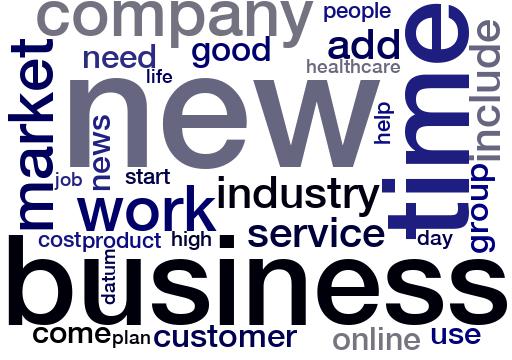 company
people
need
good
add
life
healthcare
market
new
time
include
news
help
job
start
work
industry
group
cost
product
high
service
day
datum
business
come
plan
customer
online
use